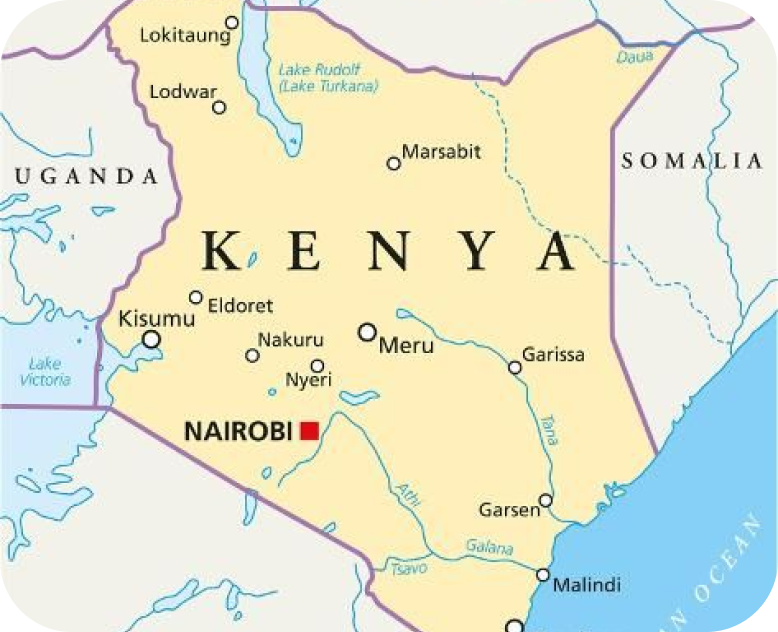 Lokitaung
Lake Rudolf
(Lake Turkana)
Daua
Lodwar
Marsabit
UGANDA
SOMALIA
KENYA
Eldoret
Kisumu
Nakuru
Meru
Garissa
Lake
Victoria
Nyeri
NAIROBI
Tana
Athi
Garsen
Galana
Tsavo
Malindi
OCEAN